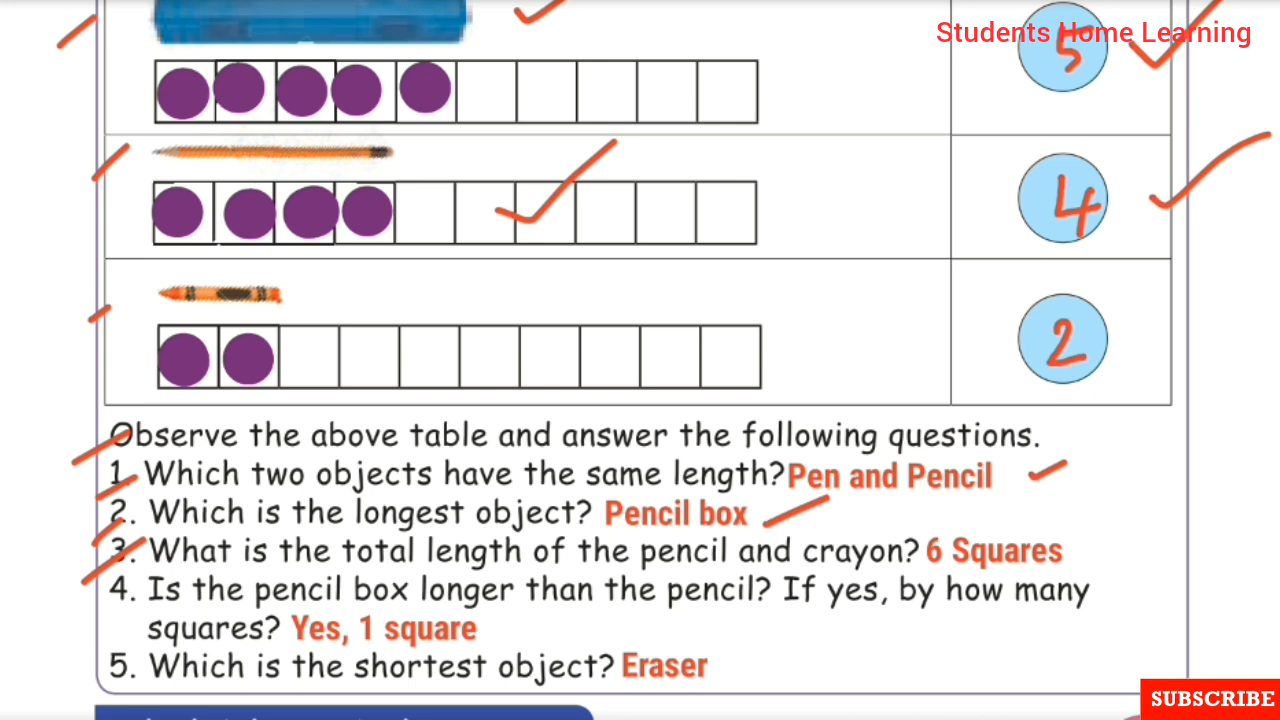 Students Home Learning
5
4
2
Observe the above table and answer the following questions.
1. Which two objects have the same length? Pen and Pencil
2. Which is the longest object? Pencil box
3. What is the total length of the pencil and crayon? 6 Squares
4. Is the pencil box longer than the pencil? If yes, by how many
squares? Yes, 1 square
5. Which is the shortest object? Eraser
SUBSCRIBE